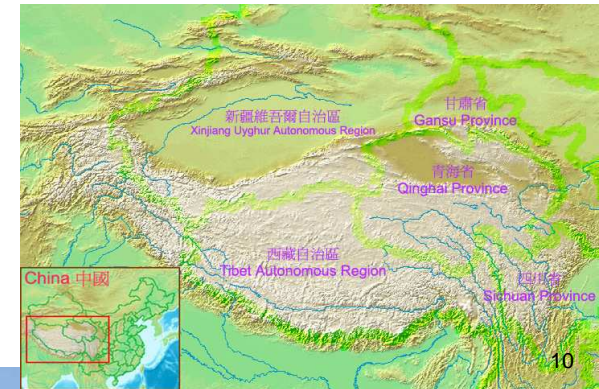 新疆維吾爾自治區
Xinjiang Uyghur Autonomous Region
甘肅省
Gansu Province
青海省
Qinghai Province
西藏自治區
Tibet Autonomous Region
四川省
Sichuan Province
China 中國
10